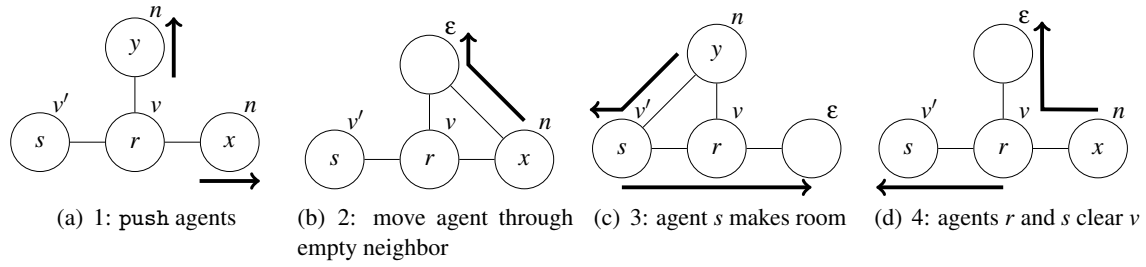 n
y
v′
v
n
s
r
x
(a) 1: push agents
ε
v′
v
n
s
r
x
(b) 2: move agent through
empty neighbor
n
y
v′
v
ε
s
r
(c) 3: agent s makes room
ε
v′
v
n
s
r
x
(d) 4: agents r and s clear v